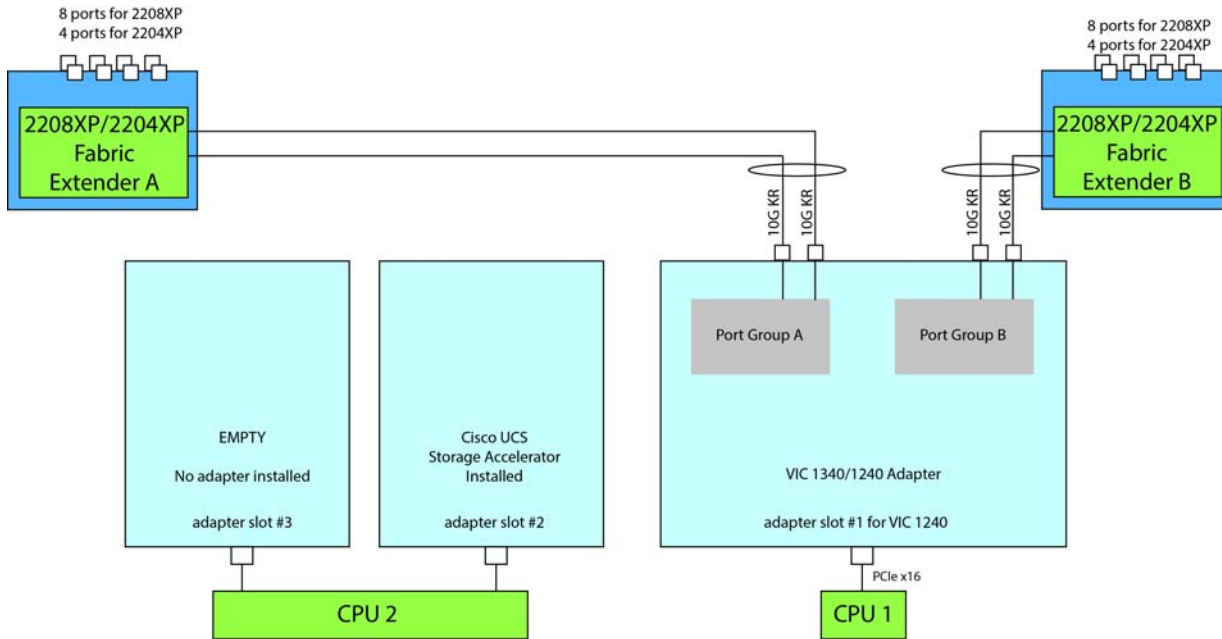 8 ports for 2208XP
4 ports for 2204XP
8 ports for 2208XP
4 ports for 2204XP
2208XP/2204XP
Fabric
Extender A
2208XP/2204XP
Fabric
Extender B
10G KR
10G KR
10G KR
10G KR
Port Group A
Port Group B
EMPTY
No adapter installed
adapter slot #3
Cisco UCS
Storage Accelerator
Installed
adapter slot #2
VIC 1340/1240 Adapter
adapter slot #1 for VIC 1240
PCIe x16
CPU 2
CPU 1